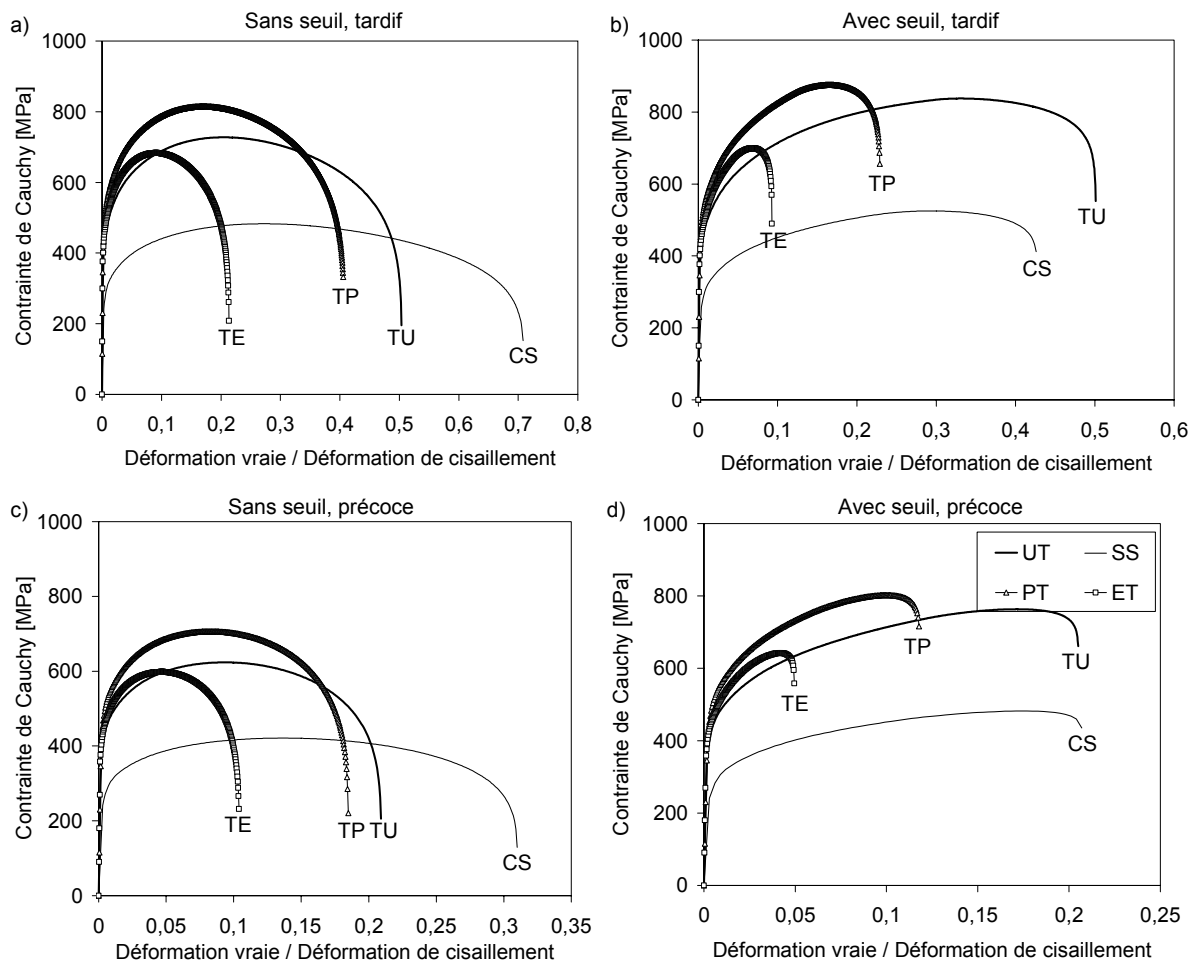 a)
Sans seuil, tardif
1000
800
600
400
200
0
Contrainte de Cauchy [MPa]
TE
TP
TU
CS
0 0,1 0,2 0,3 0,4 0,5 0,6 0,7 0,8
Déformation vraie / Déformation de cisaillement
b)
Avec seuil, tardif
1000
800
600
400
200
0
Contrainte de Cauchy [MPa]
TE
TP
TU
CS
0 0,1 0,2 0,3 0,4 0,5 0,6
Déformation vraie / Déformation de cisaillement
c)
Sans seuil, précoce
1000
800
600
400
200
0
Contrainte de Cauchy [MPa]
TE
TP
TU
CS
0 0,05 0,1 0,15 0,2 0,25 0,3 0,35
Déformation vraie / Déformation de cisaillement
d)
Avec seuil, précoce
1000
800
600
400
200
0
Contrainte de Cauchy [MPa]
UT SS
PT ET
TE
TP
TU
CS
0 0,05 0,1 0,15 0,2 0,25
Déformation vraie / Déformation de cisaillement